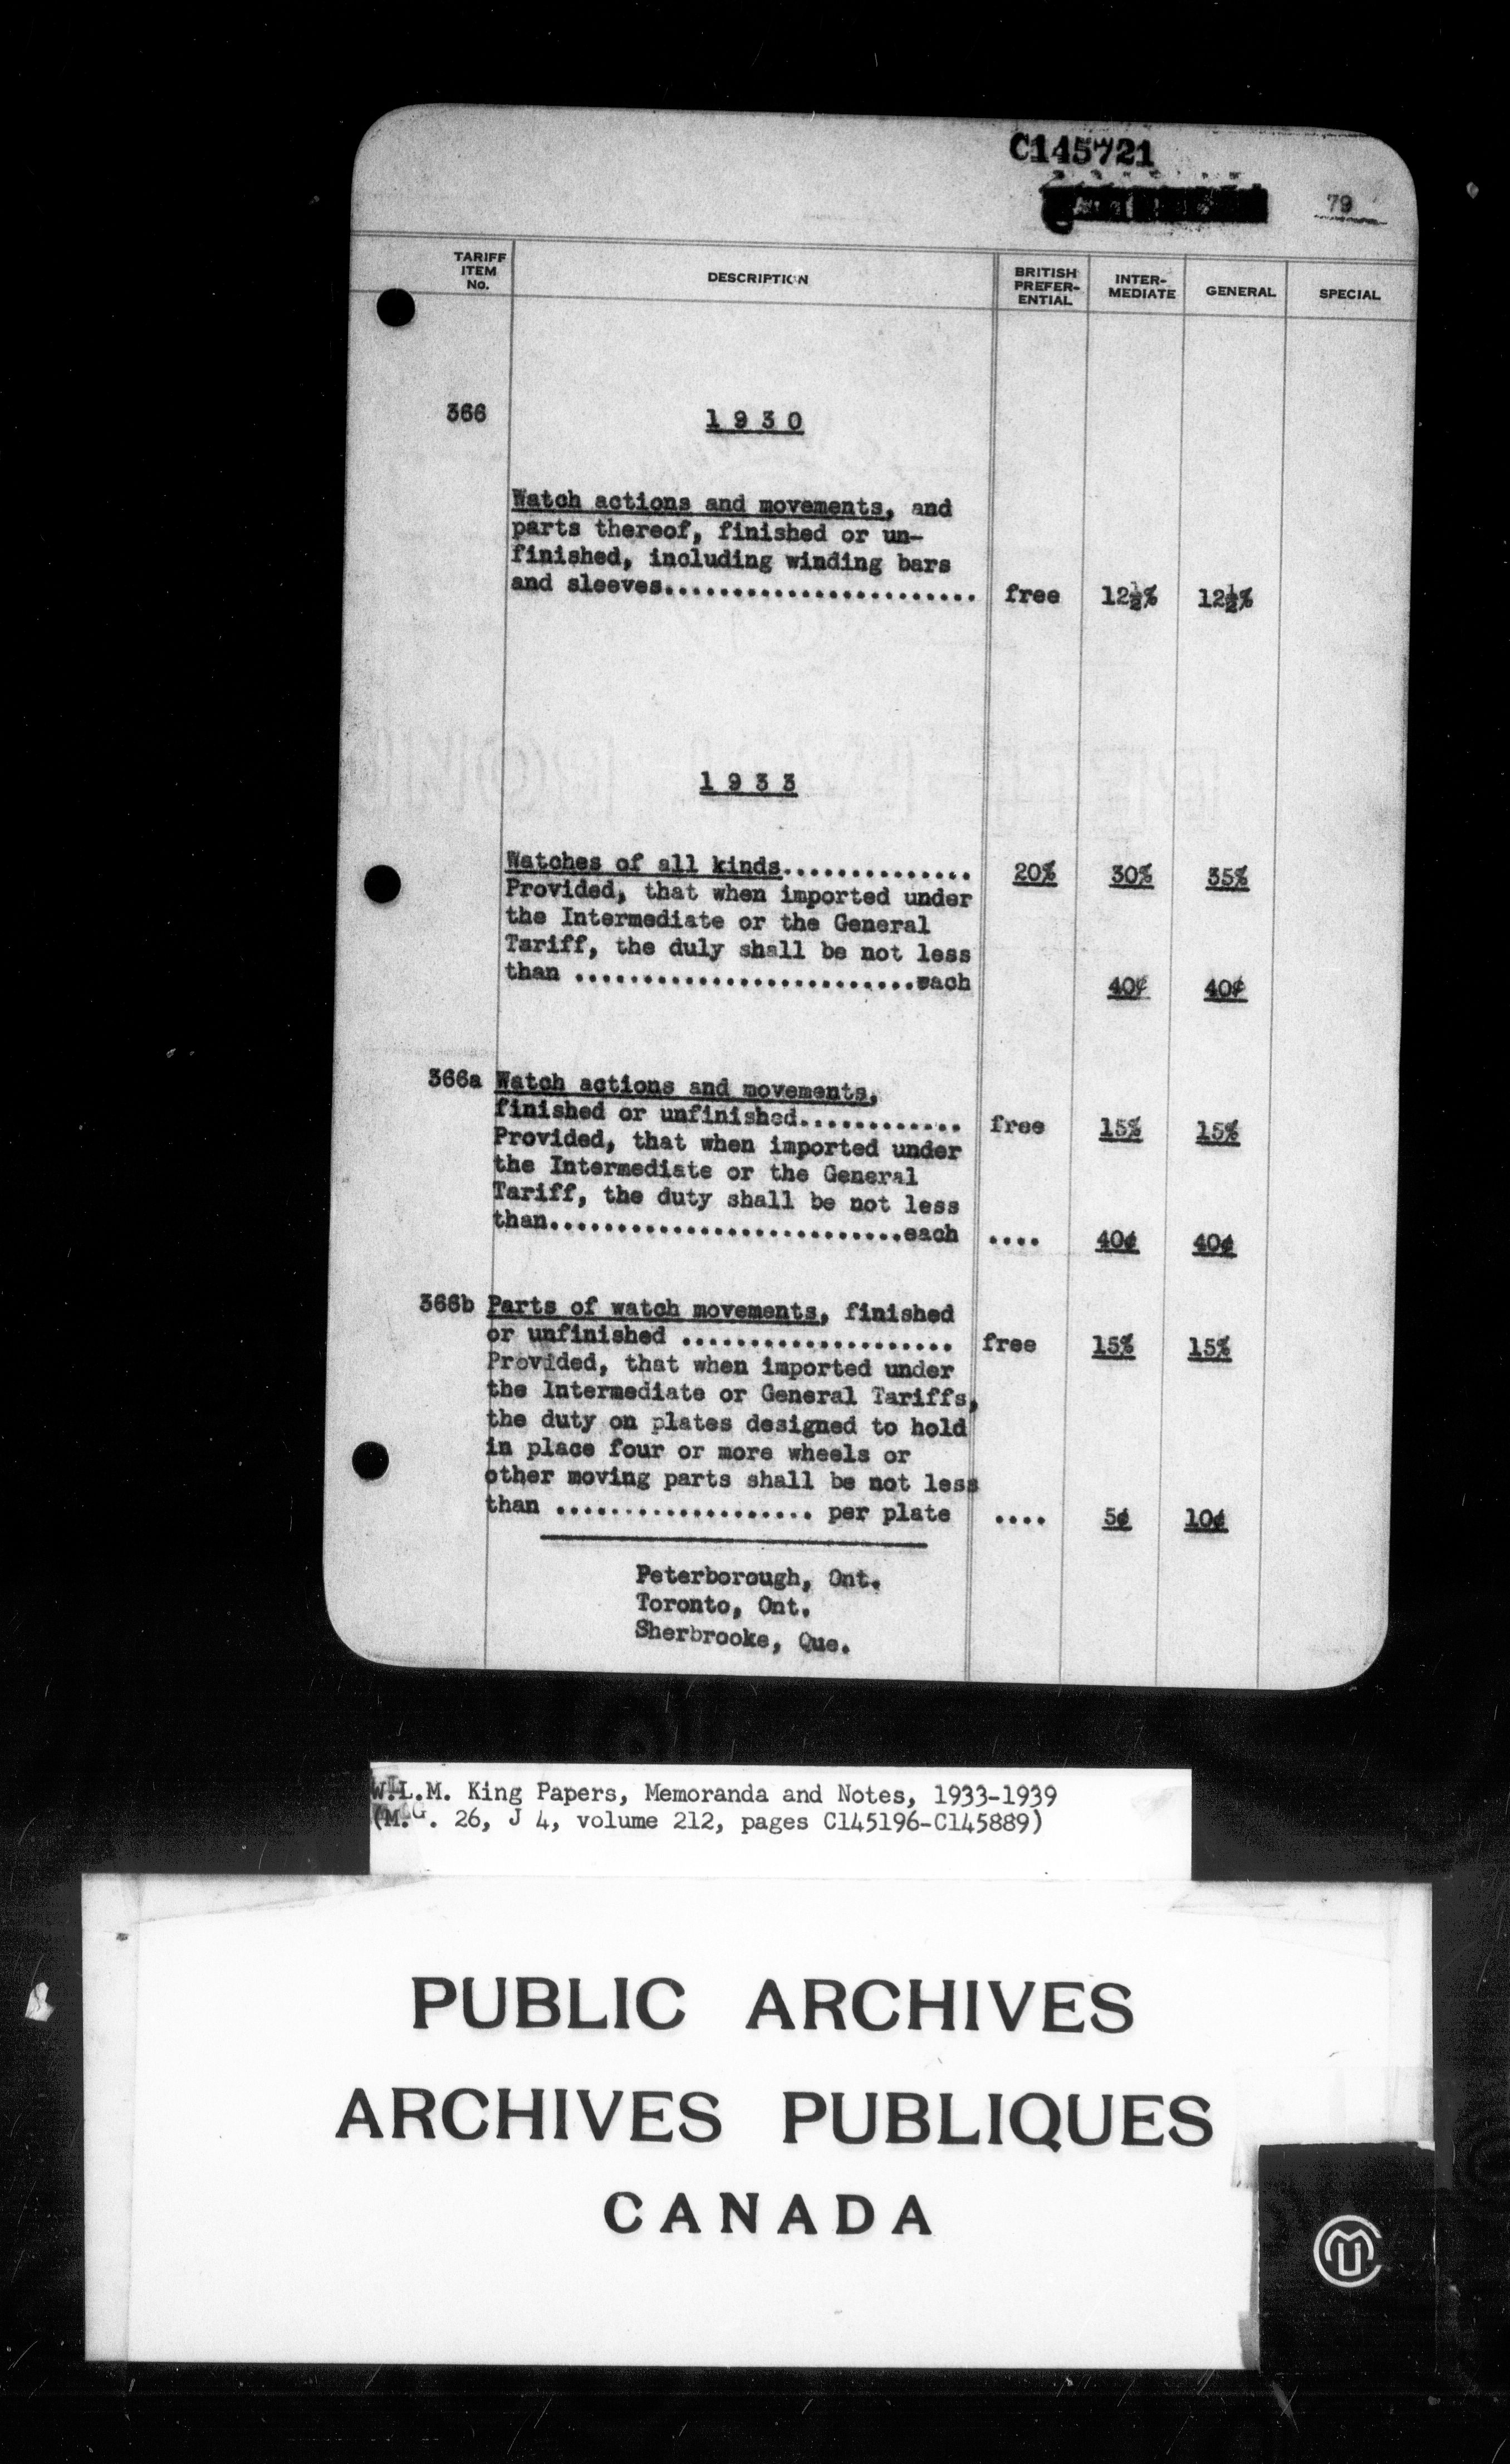 C145721
79
TARIFF ITEM No.
DESCRIPTION
BRITISH PREFER- ENTIAL
INTER- MEDIATE
GENERAL
SPECIAL
366
1930
Watch actions and movements, and
parts thereof, finished or un-
finished, including winding bars
and sleeves........................ free 12½% 12½%
1933
Watches of all kinds.............. 20% 30% 35%
Provided, that when imported under
the Intermediate or the General
Tariff, the duly shall be not less
than .........................each 40¢ 40¢
366a Watch actions and movements,
finished or unfinished............ free 15% 15%
Provided, that when imported under
the Intermediate or the General
Tariff, the duty shall be not less
than..........................each .... 40¢ 40¢
366b Parts of watch movements, finished
or unfinished .................... free 15% 15%
Provided, that when imported under
the Intermediate or General Tariffs,
the duty on plates designed to hold
in place four or more wheels or
other moving parts shall be not less
than ................... per plate .... 5¢ 10¢
Peterborough, Ont.
Toronto, Ont.
Sherbrooke, Que.
W.L.M. King Papers, Memoranda and Notes, 1933-1939
(M.G. 26, J 4, volume 212, pages C145196-C145889)
PUBLIC ARCHIVES
ARCHIVES PUBLIQUES
CANADA